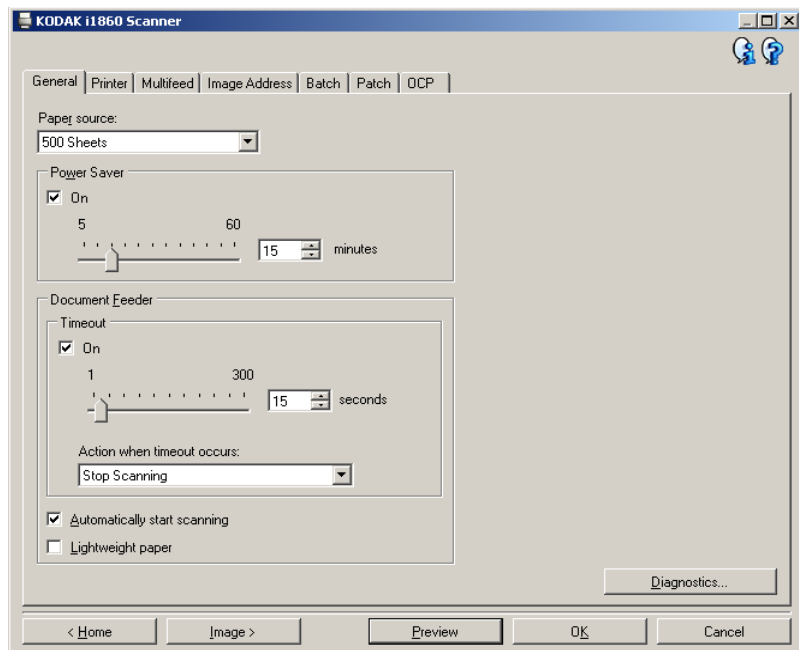 KODAK i1860 Scanner
General Printer Multifeed Image Address Batch Patch OCP
Paper source:
500 Sheets
Power Saver
On
5 60
15 minutes
Document Feeder
Timeout
On
1 300
15 seconds
Action when timeout occurs:
Stop Scanning
Automatically start scanning
Lightweight paper
Diagnostics...
< Home Image > Preview OK Cancel